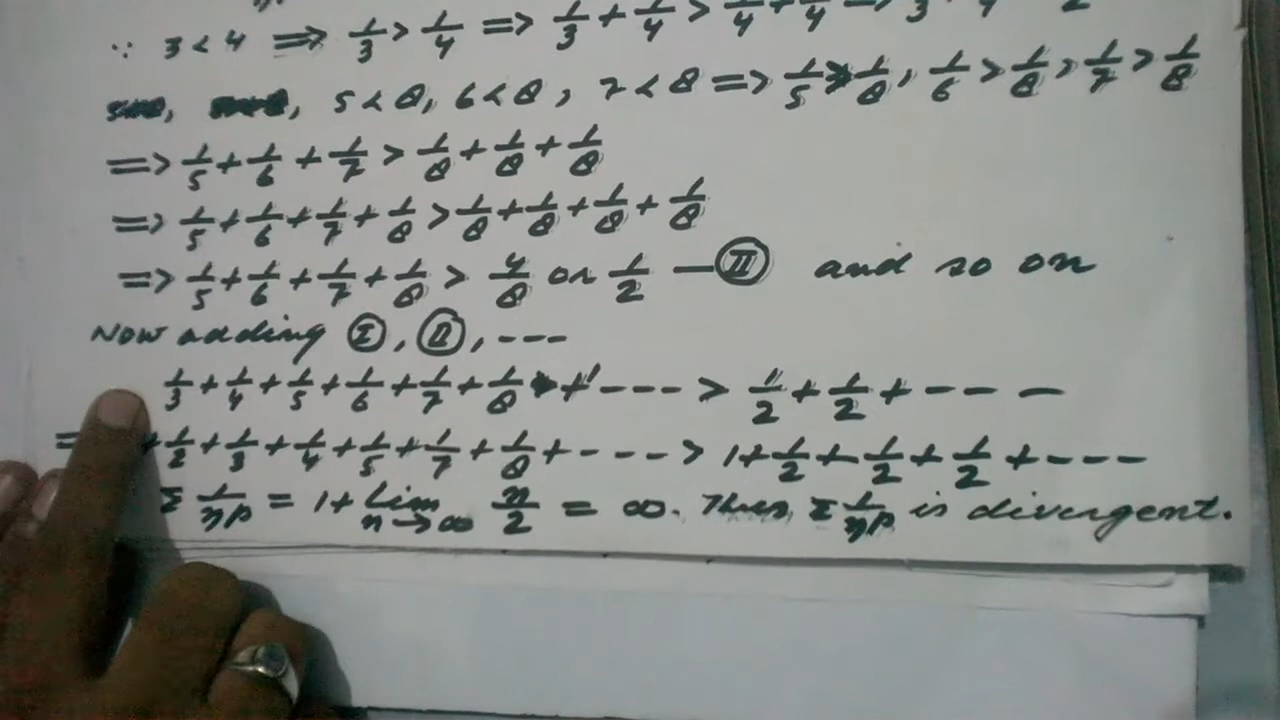 ∵ 3 < 4 => 1/3 > 1/4 => 1/3 + 1/4 > 1/4 + 1/4
5 < 8, 6 < 8, 7 < 8 => 1/5 > 1/8, 1/6 > 1/8, 1/7 > 1/8
=> 1/5 + 1/6 + 1/7 > 1/8 + 1/8 + 1/8
=> 1/5 + 1/6 + 1/7 + 1/8 > 1/8 + 1/8 + 1/8 + 1/8
=> 1/5 + 1/6 + 1/7 + 1/8 > 4/8 or 1/2 — II and so on
Now adding I, II, ---
1/3 + 1/4 + 1/5 + 1/6 + 1/7 + 1/8 + --- > 1/2 + 1/2 + ---
= + 1/2 + 1/3 + 1/4 + 1/5 + 1/7 + 1/8 + ---- > 1 + 1/2 + 1/2 + 1/2 + ---
Σ 1/np = 1 + lim n→∞ n/2 = ∞. Thus Σ 1/np is divergent.